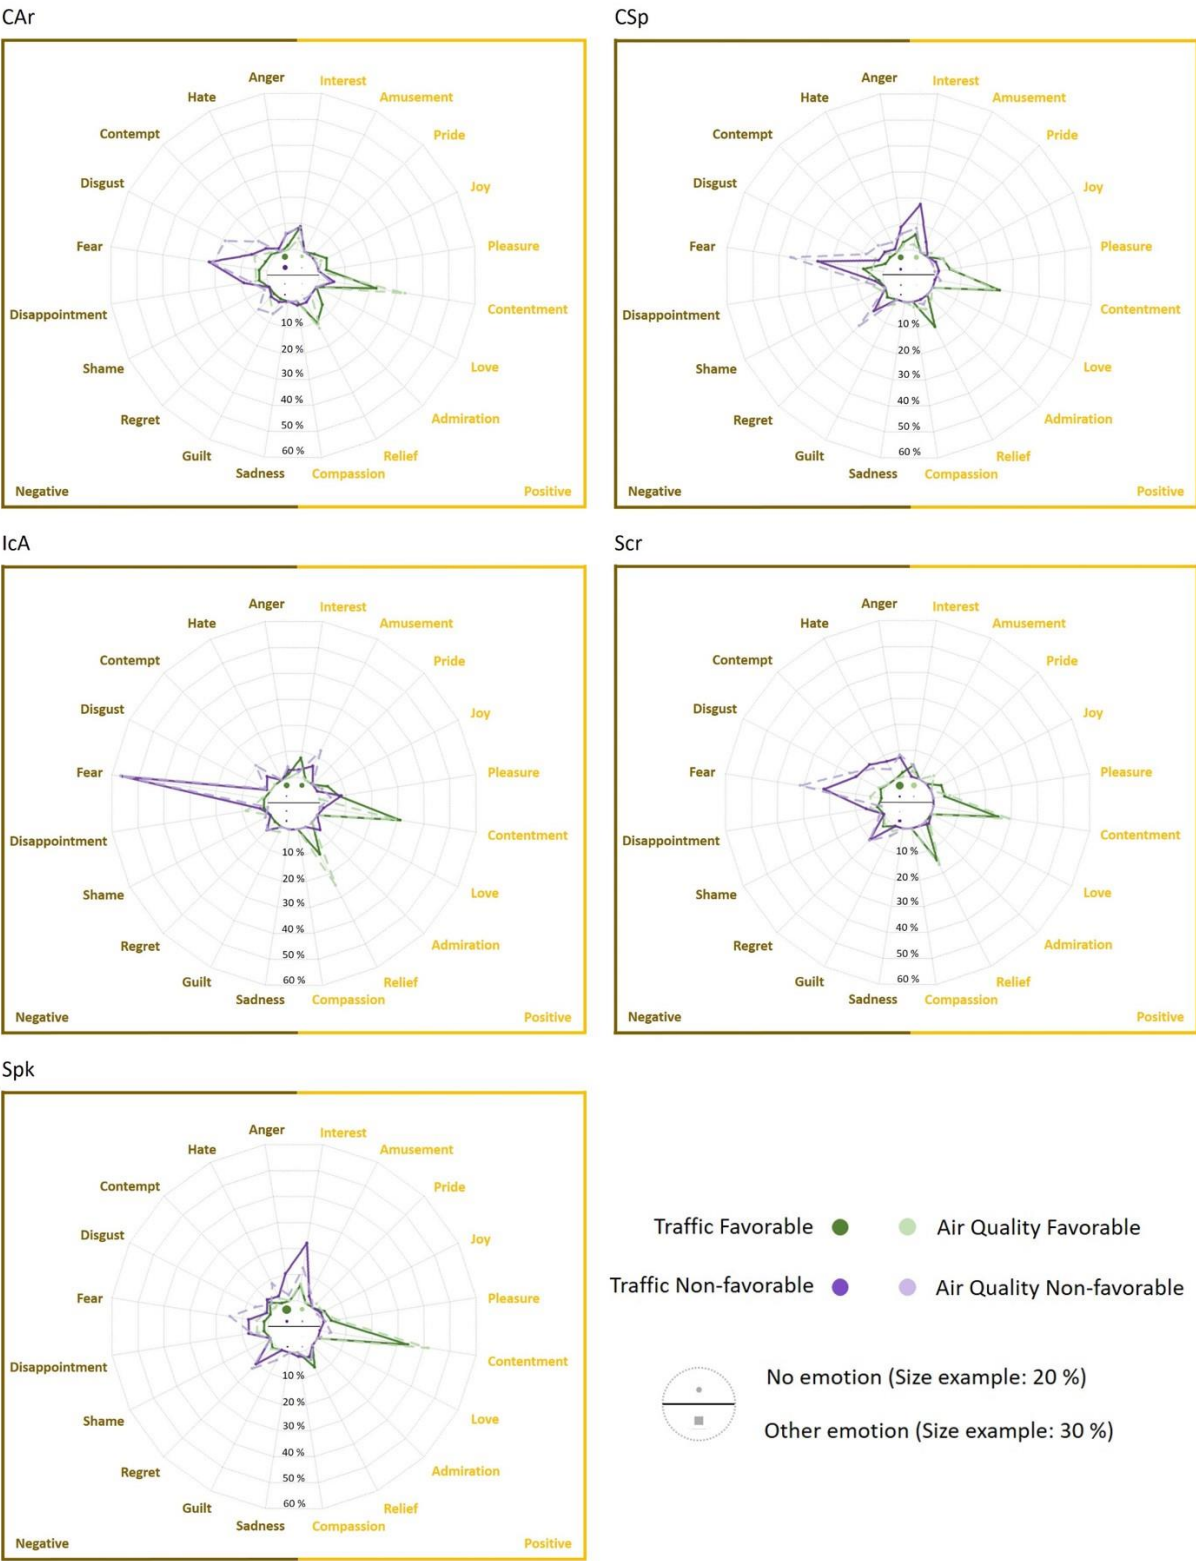 CAr
Anger
Interest
Hate
Amusement
Contempt
Pride
Disgust
Joy
Fear
Pleasure
Disappointment
Contentment
Shame
Love
Regret
Admiration
Guilt
Relief
Sadness
Compassion
10 %
20 %
30 %
40 %
50 %
60 %
Negative
Positive
CSp
Anger
Interest
Hate
Amusement
Contempt
Pride
Disgust
Joy
Fear
Pleasure
Disappointment
Contentment
Shame
Love
Regret
Admiration
Guilt
Relief
Sadness
Compassion
10 %
20 %
30 %
40 %
50 %
60 %
Negative
Positive
IcA
Anger
Interest
Hate
Amusement
Contempt
Pride
Disgust
Joy
Fear
Pleasure
Disappointment
Contentment
Shame
Love
Regret
Admiration
Guilt
Relief
Sadness
Compassion
10 %
20 %
30 %
40 %
50 %
60 %
Negative
Positive
Scr
Anger
Interest
Hate
Amusement
Contempt
Pride
Disgust
Joy
Fear
Pleasure
Disappointment
Contentment
Shame
Love
Regret
Admiration
Guilt
Relief
Sadness
Compassion
10 %
20 %
30 %
40 %
50 %
60 %
Negative
Positive
Spk
Anger
Interest
Hate
Amusement
Contempt
Pride
Disgust
Joy
Fear
Pleasure
Disappointment
Contentment
Shame
Love
Regret
Admiration
Guilt
Relief
Sadness
Compassion
10 %
20 %
30 %
40 %
50 %
60 %
Negative
Positive
Traffic Favorable
Air Quality Favorable
Traffic Non-favorable
Air Quality Non-favorable
No emotion (Size example: 20 %)
Other emotion (Size example: 30 %)